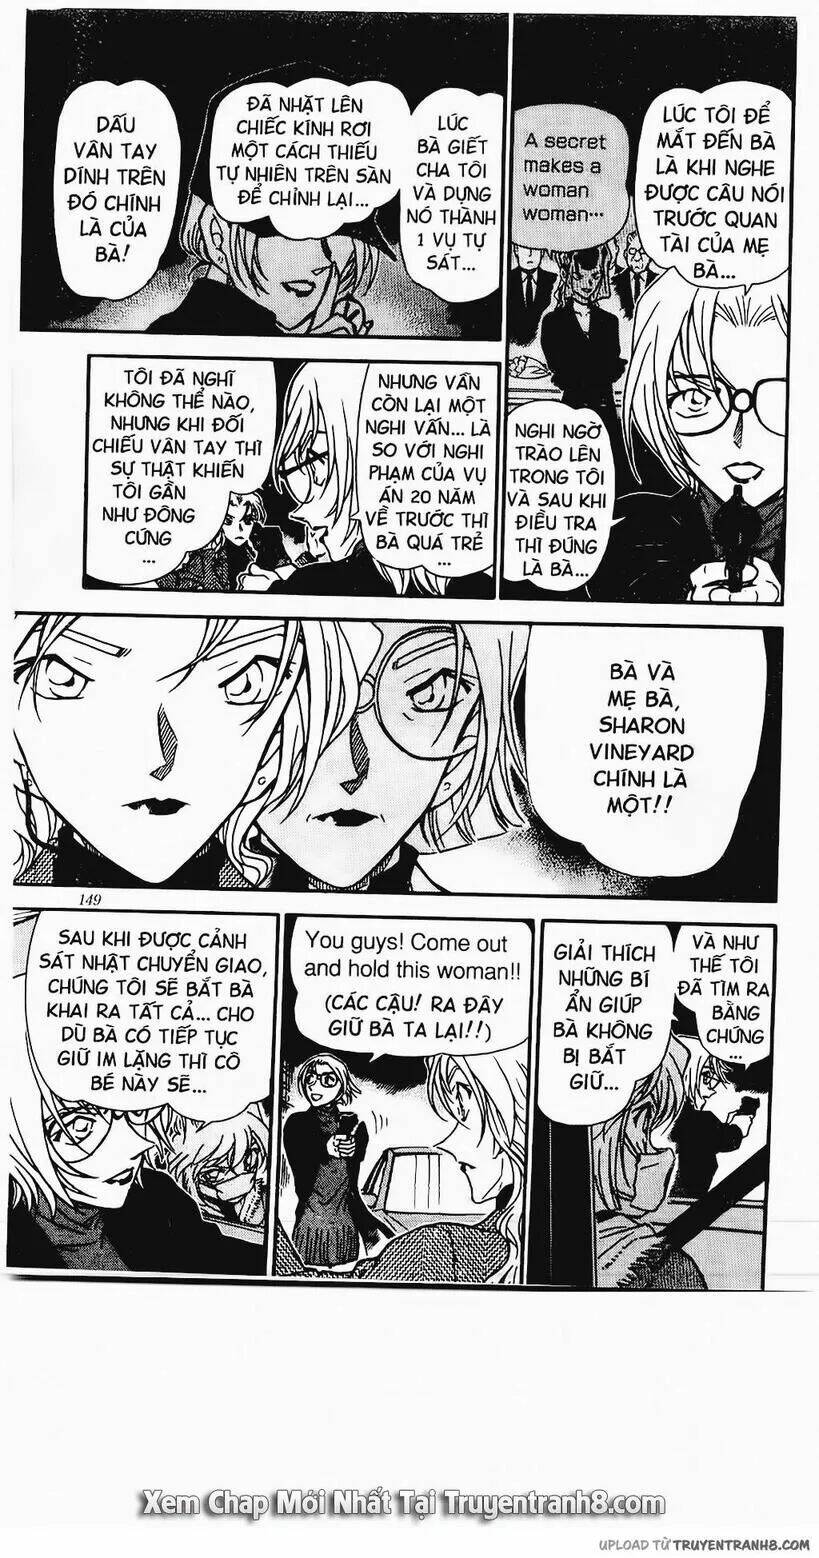 LÚC TÔI ĐỂ
MẮT ĐẾN BÀ
LÀ KHI NGHE
ĐƯỢC CÂU NÓI
TRƯỚC QUAN
TÀI CỦA MẸ
BÀ...
A secret
makes a
woman
woman...
NGHI NGỜ
TRÀO LÊN
TRONG TÔI
VÀ SAU KHI
ĐIỀU TRA
THÌ ĐÚNG
LÀ BÀ...
LÚC
BÀ GIẾT
CHA TÔI
VÀ DỰNG
NÓ THÀNH
1 VỤ TỰ
SÁT...
ĐÃ NHẶT LÊN
CHIẾC KÍNH RƠI
MỘT CÁCH THIẾU
TỰ NHIÊN TRÊN SÀN
ĐỂ CHỈNH LẠI...
DẤU
VÂN TAY
DÍNH TRÊN
ĐÓ CHÍNH
LÀ CỦA
BÀ!
NHƯNG VẪN
CÒN LẠI MỘT
NGHI VẤN... LÀ
SO VỚI NGHI
PHẠM CỦA VỤ
ÁN 20 NĂM
VỀ TRƯỚC THÌ
BÀ QUÁ TRẺ
...
TÔI ĐÃ NGHĨ
KHÔNG THỂ NÀO,
NHƯNG KHI ĐỐI
CHIẾU VÂN TAY THÌ
SỰ THẬT KHIẾN
TÔI GẦN
NHƯ ĐÔNG
CỨNG
...
BÀ VÀ
MẸ BÀ,
SHARON
VINEYARD
CHÍNH LÀ
MỘT!!
149
VÀ NHƯ
THẾ TÔI
ĐÃ TÌM RA
BẰNG
CHỨNG
...
GIẢI THÍCH
NHỮNG BÍ
ẨN GIÚP
BÀ KHÔNG
BỊ BẮT
GIỮ...
You guys! Come out
and hold this woman!!
(CÁC CẬU! RA ĐÂY
GIỮ BÀ TA LẠI!!)
SAU KHI ĐƯỢC CẢNH
SÁT NHẬT CHUYỂN GIAO,
CHÚNG TÔI SẼ BẮT BÀ
KHAI RA TẤT CẢ... CHO
DÙ BÀ CÓ TIẾP TỤC
GIỮ IM LẶNG THÌ CÔ
BÉ NÀY SẼ...
Xem Chap Mới Nhất Tại Truyentranh8.com
UPLOAD TỪ TRUYENTRANH8.COM